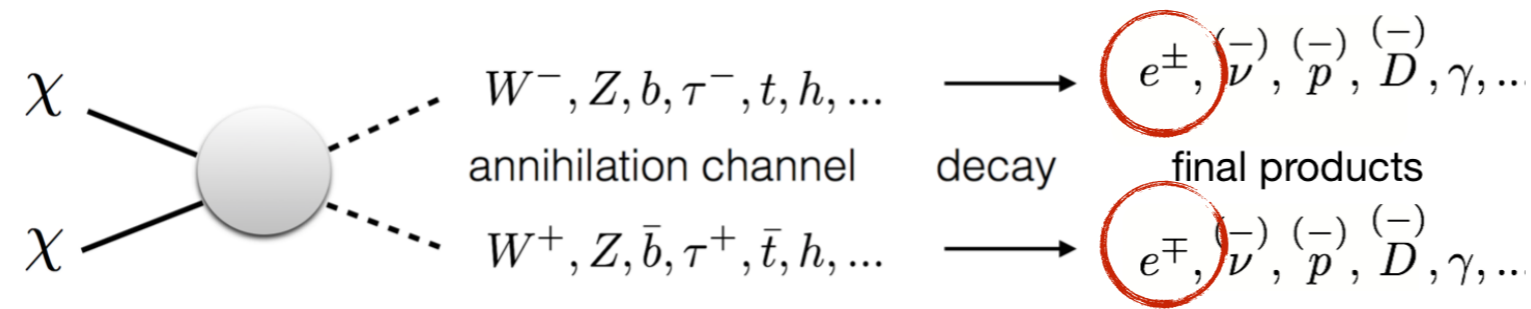 χ W⁻, Z, b, τ⁻, t, h, ... e^±, ν^(−), p^(−), D^(−), γ, ...
annihilation channel decay final products
χ W⁺, Z, b̄, τ⁺, t̄, h, ... e^∓, ν^(−), p^(−), D^(−), γ, ...